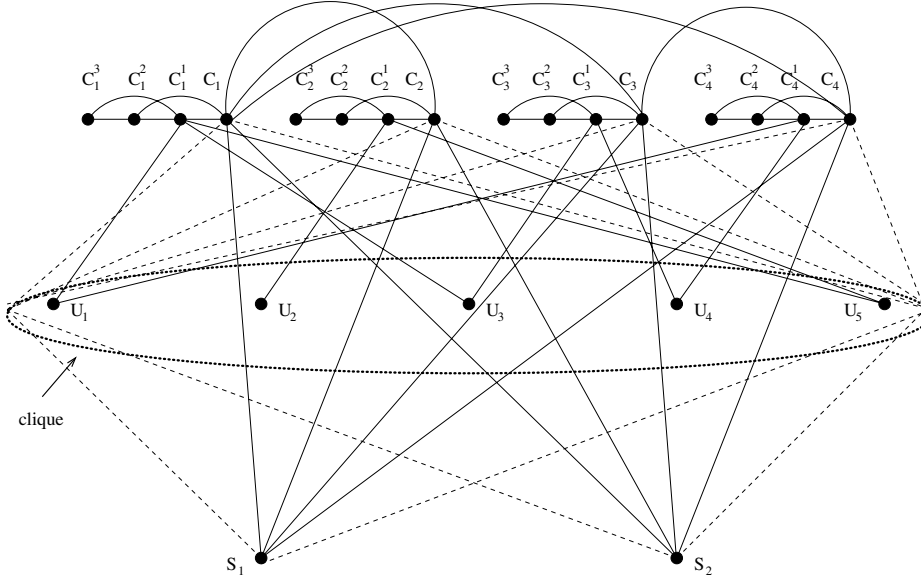 C₁³ C₁² C₁¹ C₁ C₂³ C₂² C₂¹ C₂ C₃³ C₃² C₃¹ C₃ C₄³ C₄² C₄¹ C₄
U₁ U₂ U₃ U₄ U₅
clique
S₁ S₂